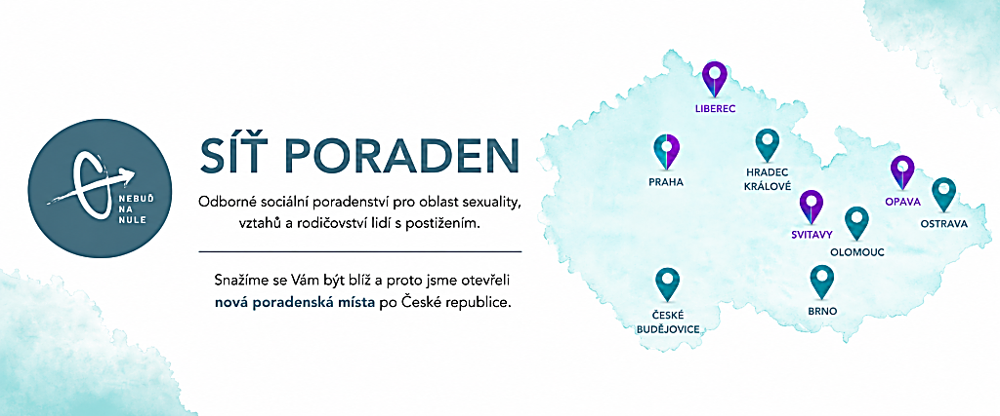 NEBUĎ
NA
NULE
SÍŤ PORADEN
Odborné sociální poradenství pro oblast sexuality,
vztahů a rodičovství lidí s postižením.
Snažíme se Vám být blíž a proto jsme otevřeli
nová poradenská místa po České republice.
LIBEREC
PRAHA
HRADEC
KRÁLOVÉ
OPAVA
OSTRAVA
SVITAVY
OLOMOUC
BRNO
ČESKÉ
BUDĚJOVICE